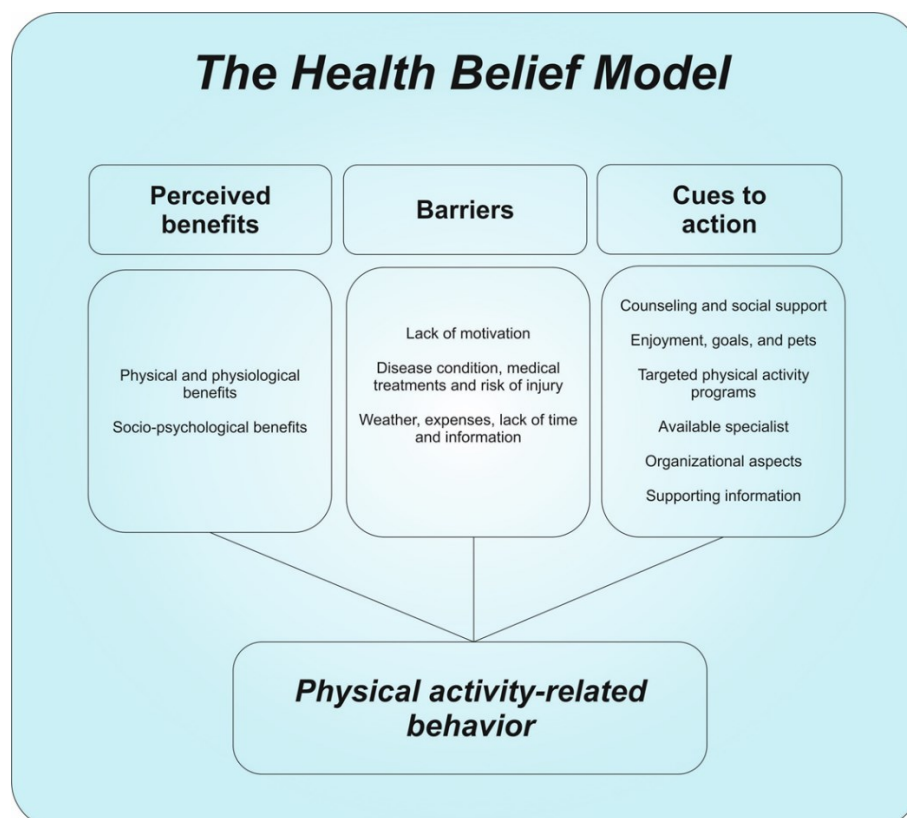 The Health Belief Model
Perceived
benefits
Barriers
Cues to
action
Physical and physiological
benefits
Socio-psychological benefits
Lack of motivation
Disease condition, medical
treatments and risk of injury
Weather, expenses, lack of time
and information
Counseling and social support
Enjoyment, goals, and pets
Targeted physical activity
programs
Available specialist
Organizational aspects
Supporting information
Physical activity-related
behavior